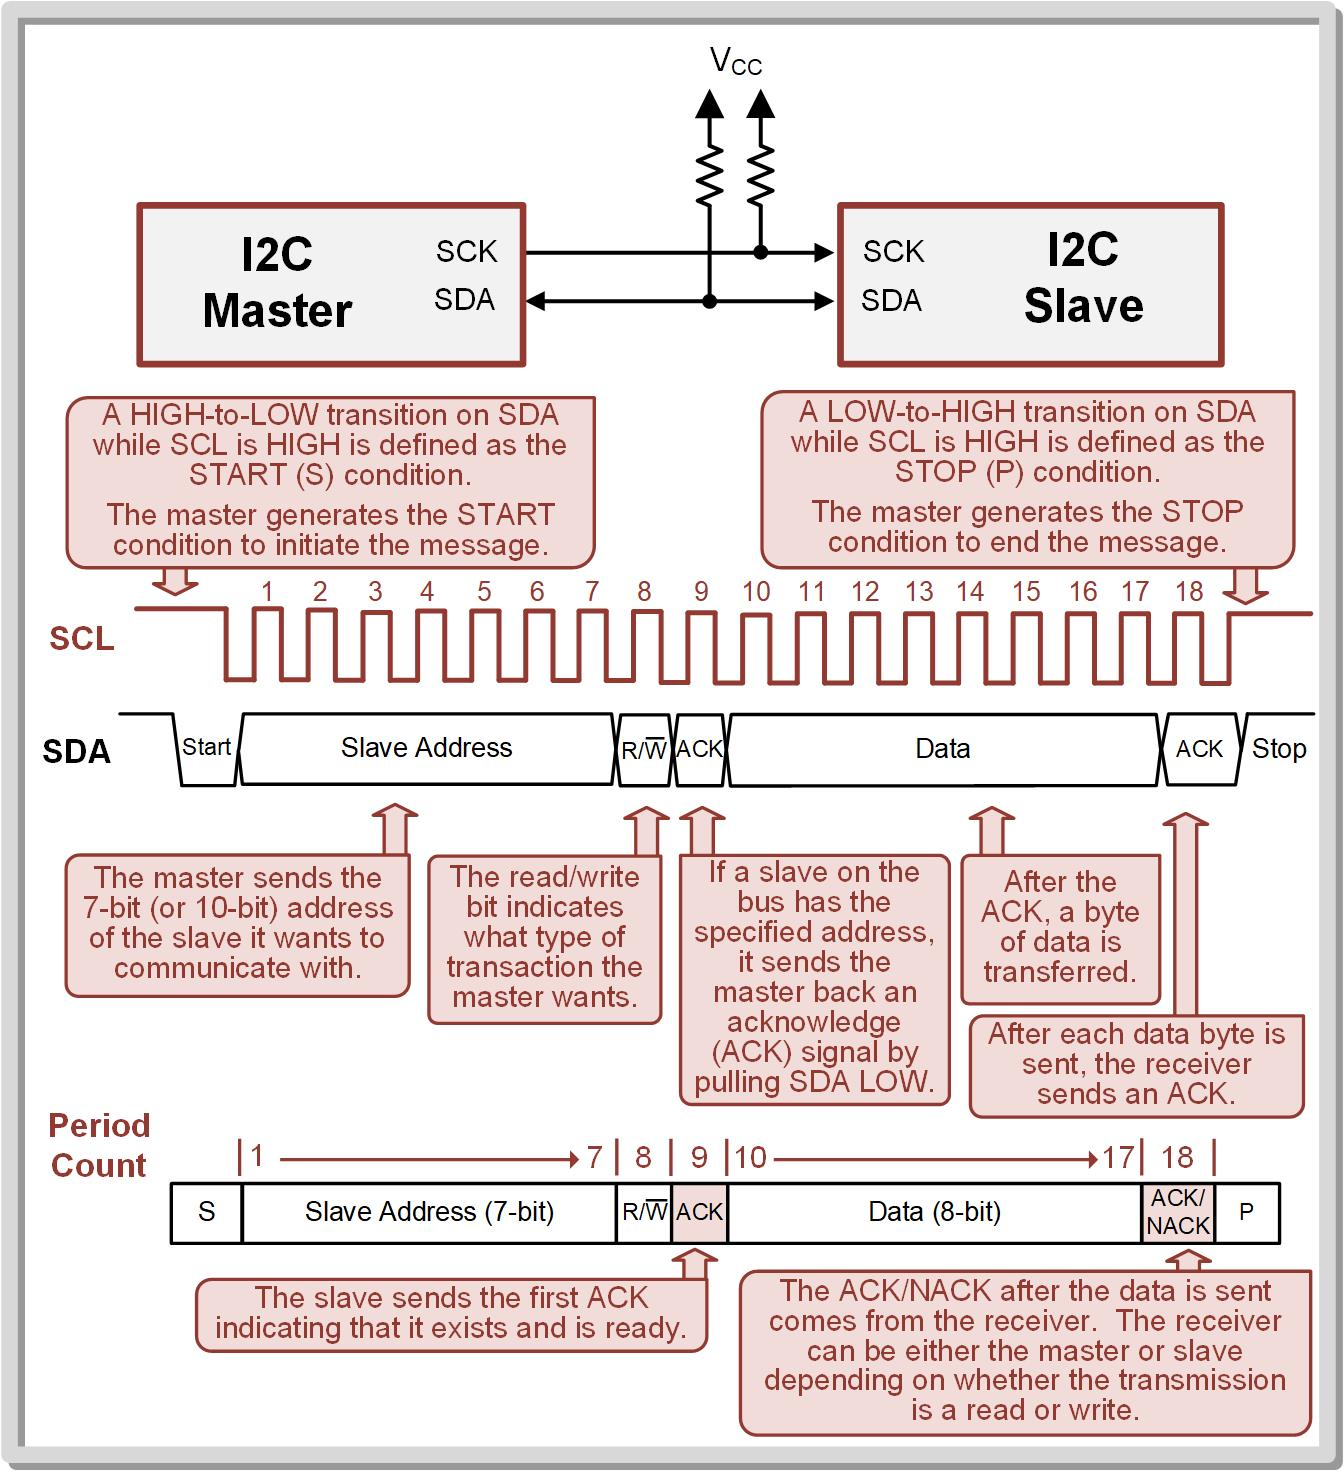 VCC
I2C
Master
SCK
SDA
SCK
SDA
I2C
Slave
A HIGH-to-LOW transition on SDA
while SCL is HIGH is defined as the
START (S) condition.
The master generates the START
condition to initiate the message.
A LOW-to-HIGH transition on SDA
while SCL is HIGH is defined as the
STOP (P) condition.
The master generates the STOP
condition to end the message.
1 2 3 4 5 6 7 8 9 10 11 12 13 14 15 16 17 18
SCL
SDA
Start Slave Address R/W̅ ACK Data ACK Stop
The master sends the
7-bit (or 10-bit) address
of the slave it wants to
communicate with.
The read/write
bit indicates
what type of
transaction the
master wants.
If a slave on the
bus has the
specified address,
it sends the
master back an
acknowledge
(ACK) signal by
pulling SDA LOW.
After the
ACK, a byte
of data is
transferred.
After each data byte is
sent, the receiver
sends an ACK.
Period
Count
1 7 8 9 10 17 18
S Slave Address (7-bit) R/W̅ ACK Data (8-bit) ACK/
NACK P
The slave sends the first ACK
indicating that it exists and is ready.
The ACK/NACK after the data is sent
comes from the receiver. The receiver
can be either the master or slave
depending on whether the transmission
is a read or write.